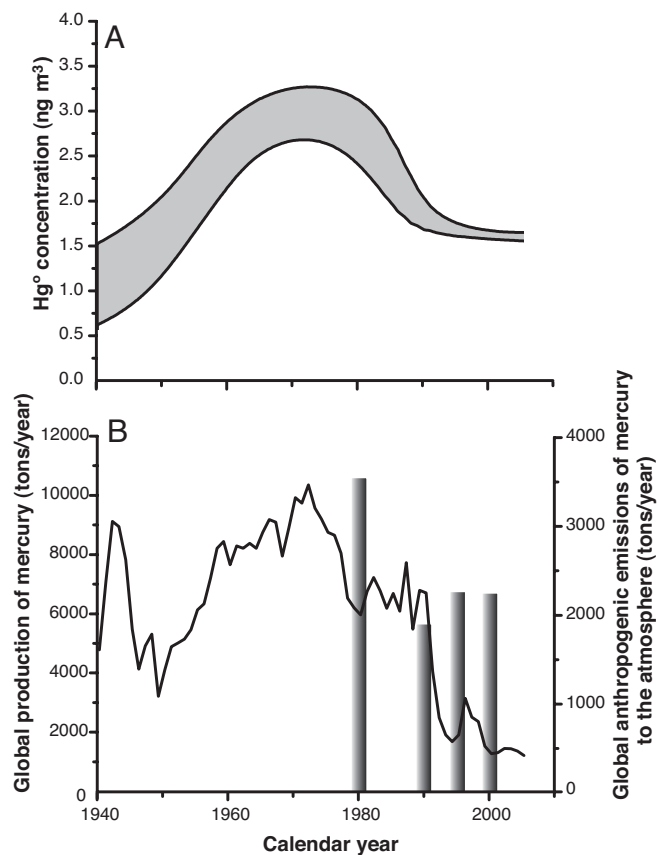 A
Hg° concentration (ng m-3)
4.0
3.5
3.0
2.5
2.0
1.5
1.0
0.5
0.0
B
Global production of mercury (tons/year)
12000
10000
8000
6000
4000
2000
0
4000
3000
2000
1000
0
Global anthropogenic emissions of mercury
to the atmosphere (tons/year)
1940 1960 1980 2000
Calendar year